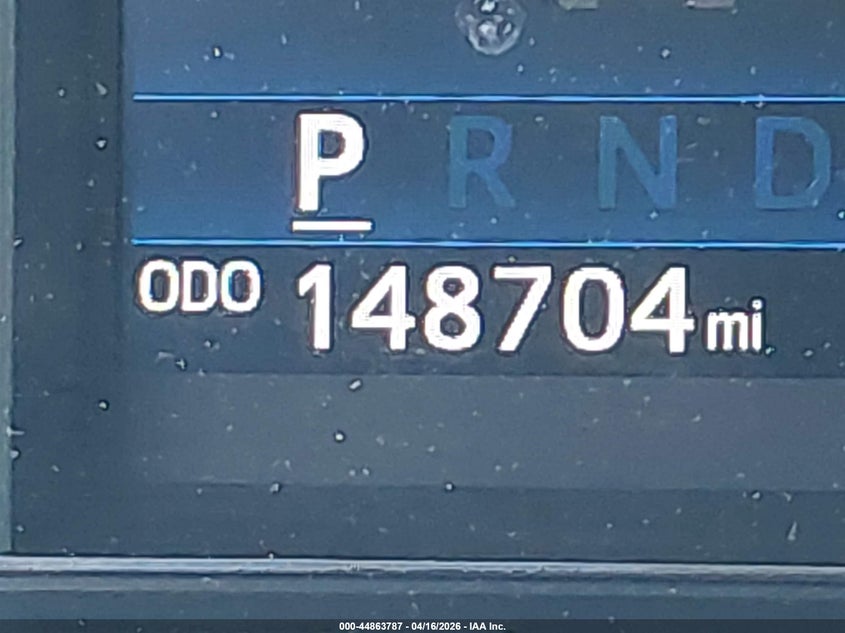 P R N D
ODO 148704 mi
000-44863787 - 04/16/2026 - IAA Inc.